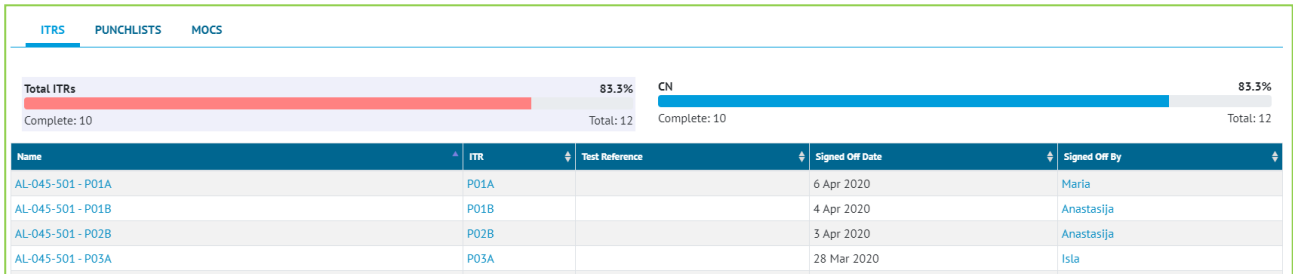 ITRS PUNCHLISTS MOCS
Total ITRs 83.3% CN 83.3%
Complete: 10 Total: 12 Complete: 10 Total: 12
Name ITR Test Reference Signed Off Date Signed Off By
AL-045-501 - P01A P01A 6 Apr 2020 Maria
AL-045-501 - P01B P01B 4 Apr 2020 Anastasija
AL-045-501 - P02B P02B 3 Apr 2020 Anastasija
AL-045-501 - P03A P03A 28 Mar 2020 Isla